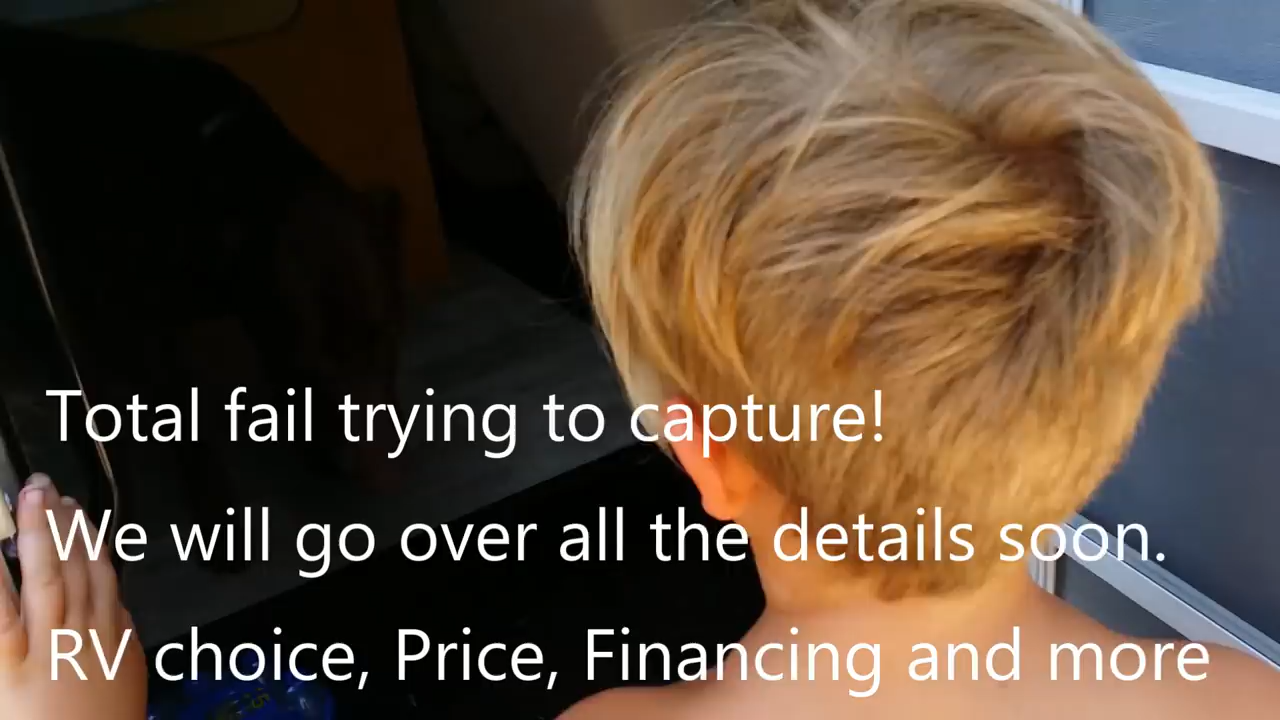 Total fail trying to capture!
We will go over all the details soon.
RV choice, Price, Financing and more